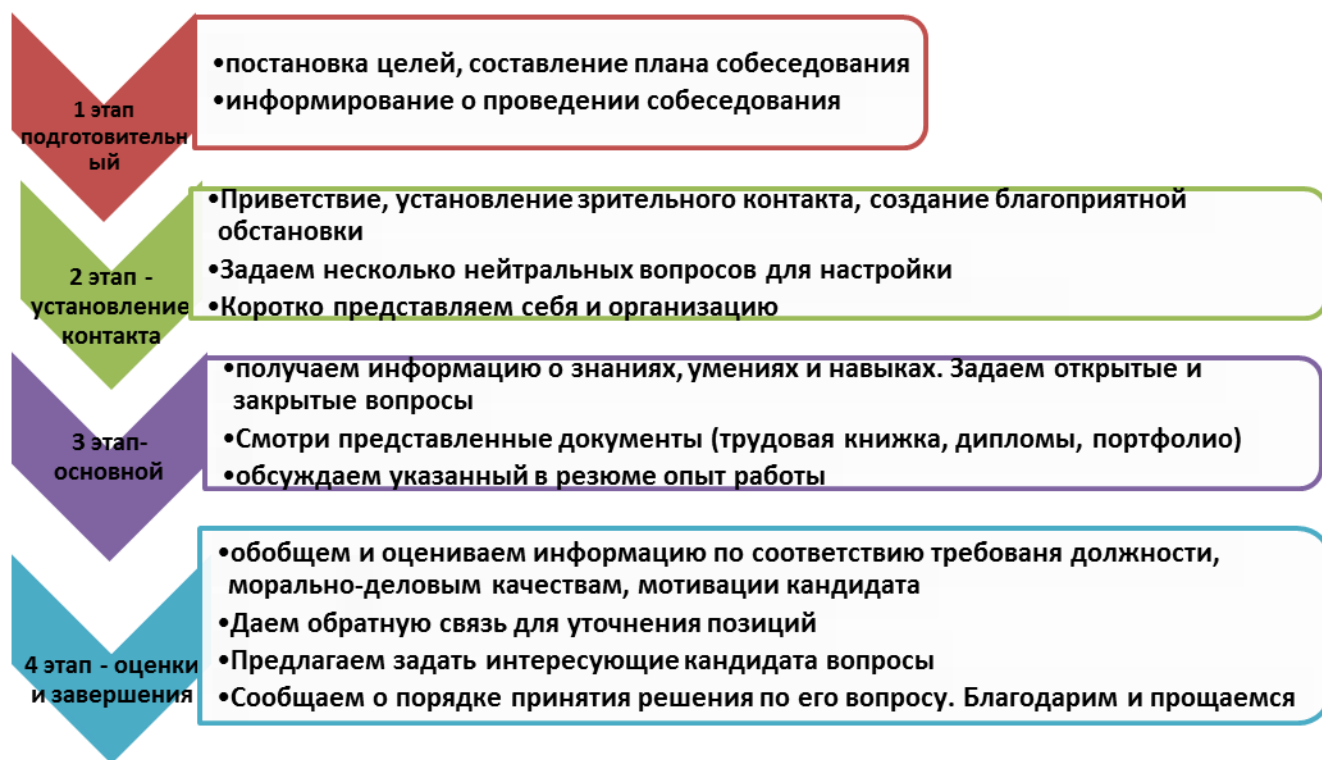 1 этап
подготовительн
ый
•постановка целей, составление плана собеседования
•информирование о проведении собеседования
2 этап -
установление
контакта
•Приветствие, установление зрительного контакта, создание благоприятной
обстановки
•Задаем несколько нейтральных вопросов для настройки
•Коротко представляем себя и организацию
3 этап-
основной
•получаем информацию о знаниях, умениях и навыках. Задаем открытые и
закрытые вопросы
•Смотри представленные документы (трудовая книжка, дипломы, портфолио)
•обсуждаем указанный в резюме опыт работы
4 этап - оценки
и завершения
•обобщем и оцениваем информацию по соответствию требованя должности,
морально-деловым качествам, мотивации кандидата
•Даем обратную связь для уточнения позиций
•Предлагаем задать интересующие кандидата вопросы
•Сообщаем о порядке принятия решения по его вопросу. Благодарим и прощаемся